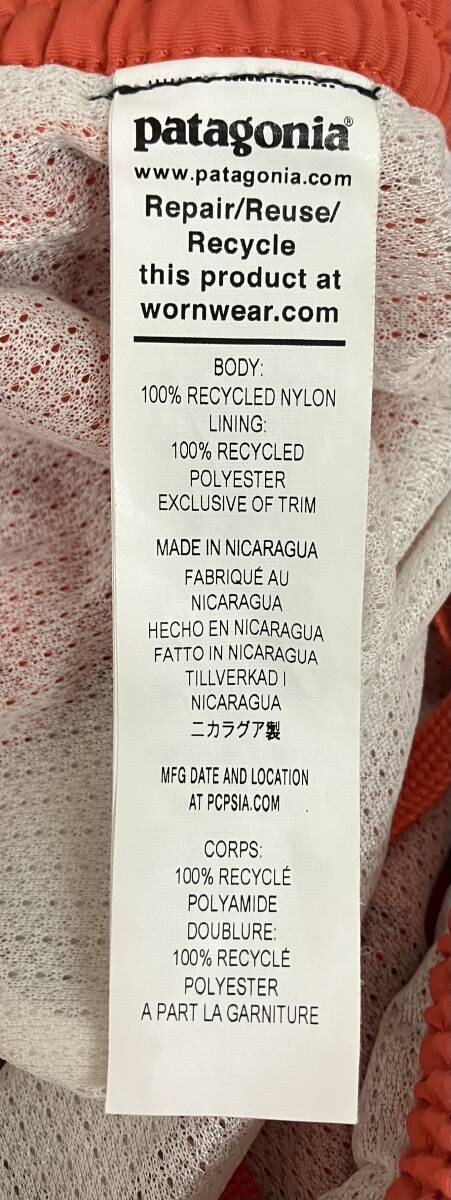 patagonia®
www.patagonia.com
Repair/Reuse/
Recycle
this product at
wornwear.com
BODY:
100% RECYCLED NYLON
LINING:
100% RECYCLED
POLYESTER
EXCLUSIVE OF TRIM
MADE IN NICARAGUA
FABRIQUÉ AU
NICARAGUA
HECHO EN NICARAGUA
FATTO IN NICARAGUA
TILLVERKAD I
NICARAGUA
ニカラグア製
MFG DATE AND LOCATION
AT PCPSIA.COM
CORPS:
100% RECYCLÉ
POLYAMIDE
DOUBLURE:
100% RECYCLÉ
POLYESTER
A PART LA GARNITURE